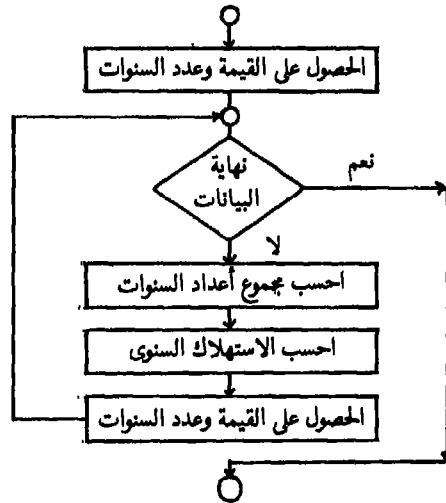 الحصول على القيمة وعدد السنوات
نهاية
البيانات
نعم
لا
احسب مجموع أعداد السنوات
احسب الاستهلاك السنوى
الحصول على القيمة وعدد السنوات